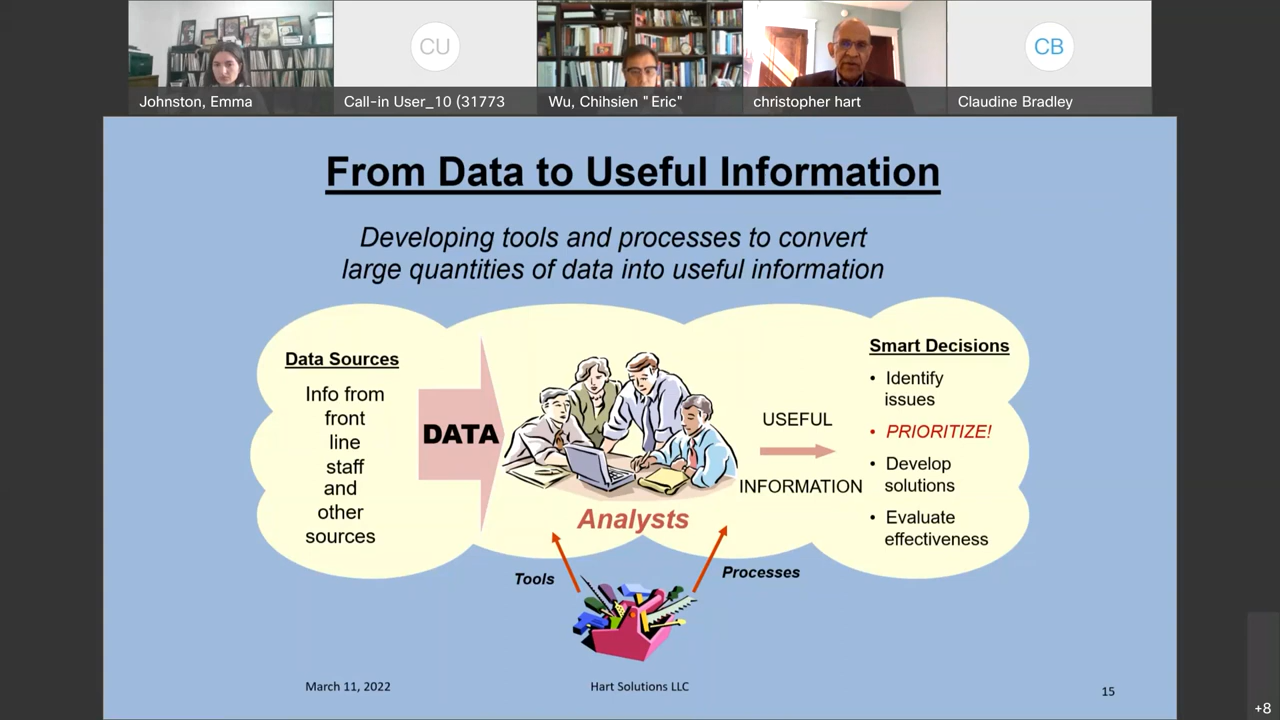 CU
CB
Johnston, Emma
Call-in User_10 (31773
Wu, Chihsien "Eric"
christopher hart
Claudine Bradley
From Data to Useful Information
Developing tools and processes to convert
large quantities of data into useful information
Data Sources
Info from
front
line
staff
and
other
sources
DATA
Analysts
Tools
Processes
USEFUL
INFORMATION
Smart Decisions
• Identify
issues
• PRIORITIZE!
• Develop
solutions
• Evaluate
effectiveness
March 11, 2022
Hart Solutions LLC
15
+8